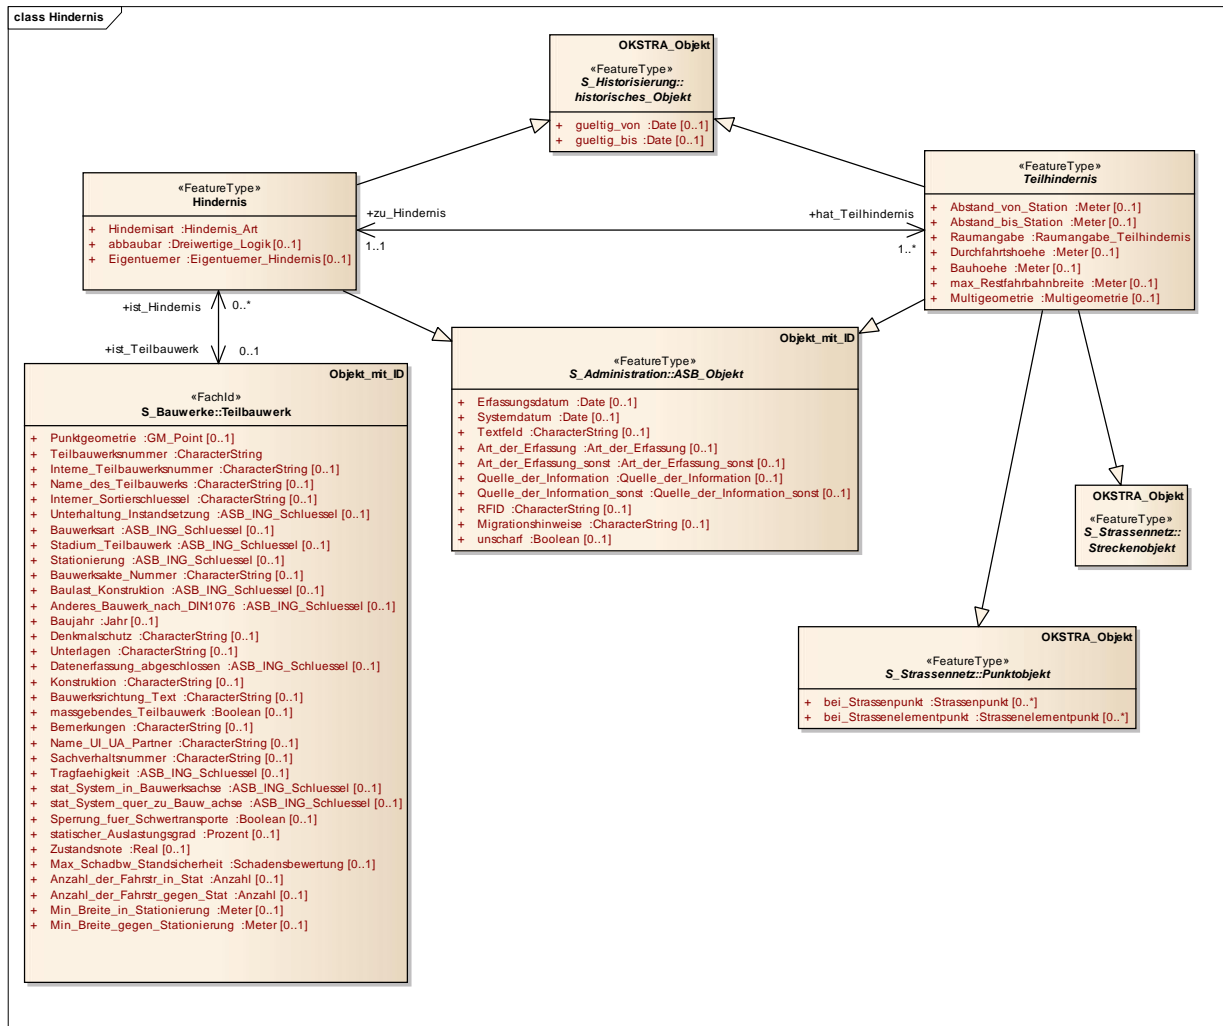 class Hindernis
OKSTRA_Objekt
«FeatureType»
S_Historisierung::
historisches_Objekt
+ gueltig_von :Date [0..1]
+ gueltig_bis :Date [0..1]
«FeatureType»
Hindernis
+ Hindernisart :Hindernis_Art
+ abbaubar :Dreiwertige_Logik [0..1]
+ Eigentuemer :Eigentuemer_Hindernis [0..1]
+zu_Hindernis
1..1
+hat_Teilhindernis
1..*
«FeatureType»
Teilhindernis
+ Abstand_von_Station :Meter [0..1]
+ Abstand_bis_Station :Meter [0..1]
+ Raumangabe :Raumangabe_Teilhindernis
+ Durchfahrtshoehe :Meter [0..1]
+ Bauhoehe :Meter [0..1]
+ max_Restfahrbahnbreite :Meter [0..1]
+ Multigeometrie :Multigeometrie [0..1]
+ist_Hindernis
0..*
+ist_Teilbauwerk
0..1
Objekt_mit_ID
«FachId»
S_Bauwerke::Teilbauwerk
+ Punktgeometrie :GM_Point [0..1]
+ Teilbauwerksnummer :CharacterString
+ Interne_Teilbauwerksnummer :CharacterString [0..1]
+ Name_des_Teilbauwerks :CharacterString [0..1]
+ Interner_Sortierschluessel :CharacterString [0..1]
+ Unterhaltung_Instandsetzung :ASB_ING_Schluessel [0..1]
+ Bauwerksart :ASB_ING_Schluessel [0..1]
+ Stadium_Teilbauwerk :ASB_ING_Schluessel [0..1]
+ Stationierung :ASB_ING_Schluessel [0..1]
+ Bauwerksakte_Nummer :CharacterString [0..1]
+ Baulast_Konstruktion :ASB_ING_Schluessel [0..1]
+ Anderes_Bauwerk_nach_DIN1076 :ASB_ING_Schluessel [0..1]
+ Baujahr :Jahr [0..1]
+ Denkmalschutz :CharacterString [0..1]
+ Unterlagen :CharacterString [0..1]
+ Datenerfassung_abgeschlossen :ASB_ING_Schluessel [0..1]
+ Konstruktion :CharacterString [0..1]
+ Bauwerksrichtung_Text :CharacterString [0..1]
+ massgebendes_Teilbauwerk :Boolean [0..1]
+ Bemerkungen :CharacterString [0..1]
+ Name_UI_UA_Partner :CharacterString [0..1]
+ Sachverhaltsnummer :CharacterString [0..1]
+ Tragfaehigkeit :ASB_ING_Schluessel [0..1]
+ stat_System_in_Bauwerksachse :ASB_ING_Schluessel [0..1]
+ stat_System_quer_zu_Bauw_achse :ASB_ING_Schluessel [0..1]
+ Sperrung_fuer_Schwertransporte :Boolean [0..1]
+ statischer_Auslastungsgrad :Prozent [0..1]
+ Zustandsnote :Real [0..1]
+ Max_Schadbw_Standsicherheit :Schadensbewertung [0..1]
+ Anzahl_der_Fahrstr_in_Stat :Anzahl [0..1]
+ Anzahl_der_Fahrstr_gegen_Stat :Anzahl [0..1]
+ Min_Breite_in_Stationierung :Meter [0..1]
+ Min_Breite_gegen_Stationierung :Meter [0..1]
Objekt_mit_ID
«FeatureType»
S_Administration::ASB_Objekt
+ Erfassungsdatum :Date [0..1]
+ Systemdatum :Date [0..1]
+ Textfeld :CharacterString [0..1]
+ Art_der_Erfassung :Art_der_Erfassung [0..1]
+ Art_der_Erfassung_sonst :Art_der_Erfassung_sonst [0..1]
+ Quelle_der_Information :Quelle_der_Information [0..1]
+ Quelle_der_Information_sonst :Quelle_der_Information_sonst [0..1]
+ RFID :CharacterString [0..1]
+ Migrationshinweise :CharacterString [0..1]
+ unscharf :Boolean [0..1]
OKSTRA_Objekt
«FeatureType»
S_Strassennetz::
Streckenobjekt
OKSTRA_Objekt
«FeatureType»
S_Strassennetz::Punktobjekt
+ bei_Strassenpunkt :Strassenpunkt [0..*]
+ bei_Strassenelementpunkt :Strassenelementpunkt [0..*]